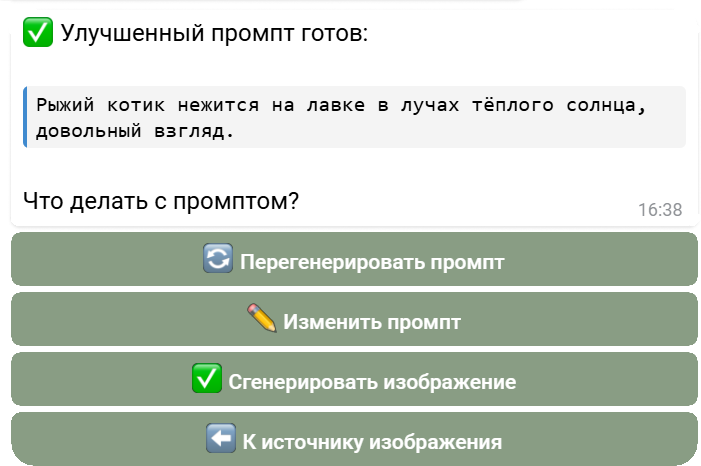 ✅ Улучшенный промпт готов:
Рыжий котик нежится на лавке в лучах тёплого солнца,
довольный взгляд.
Что делать с промптом?
16:38
🔄 Перегенерировать промпт
✏️ Изменить промпт
✅ Сгенерировать изображение
⬅️ К источнику изображения